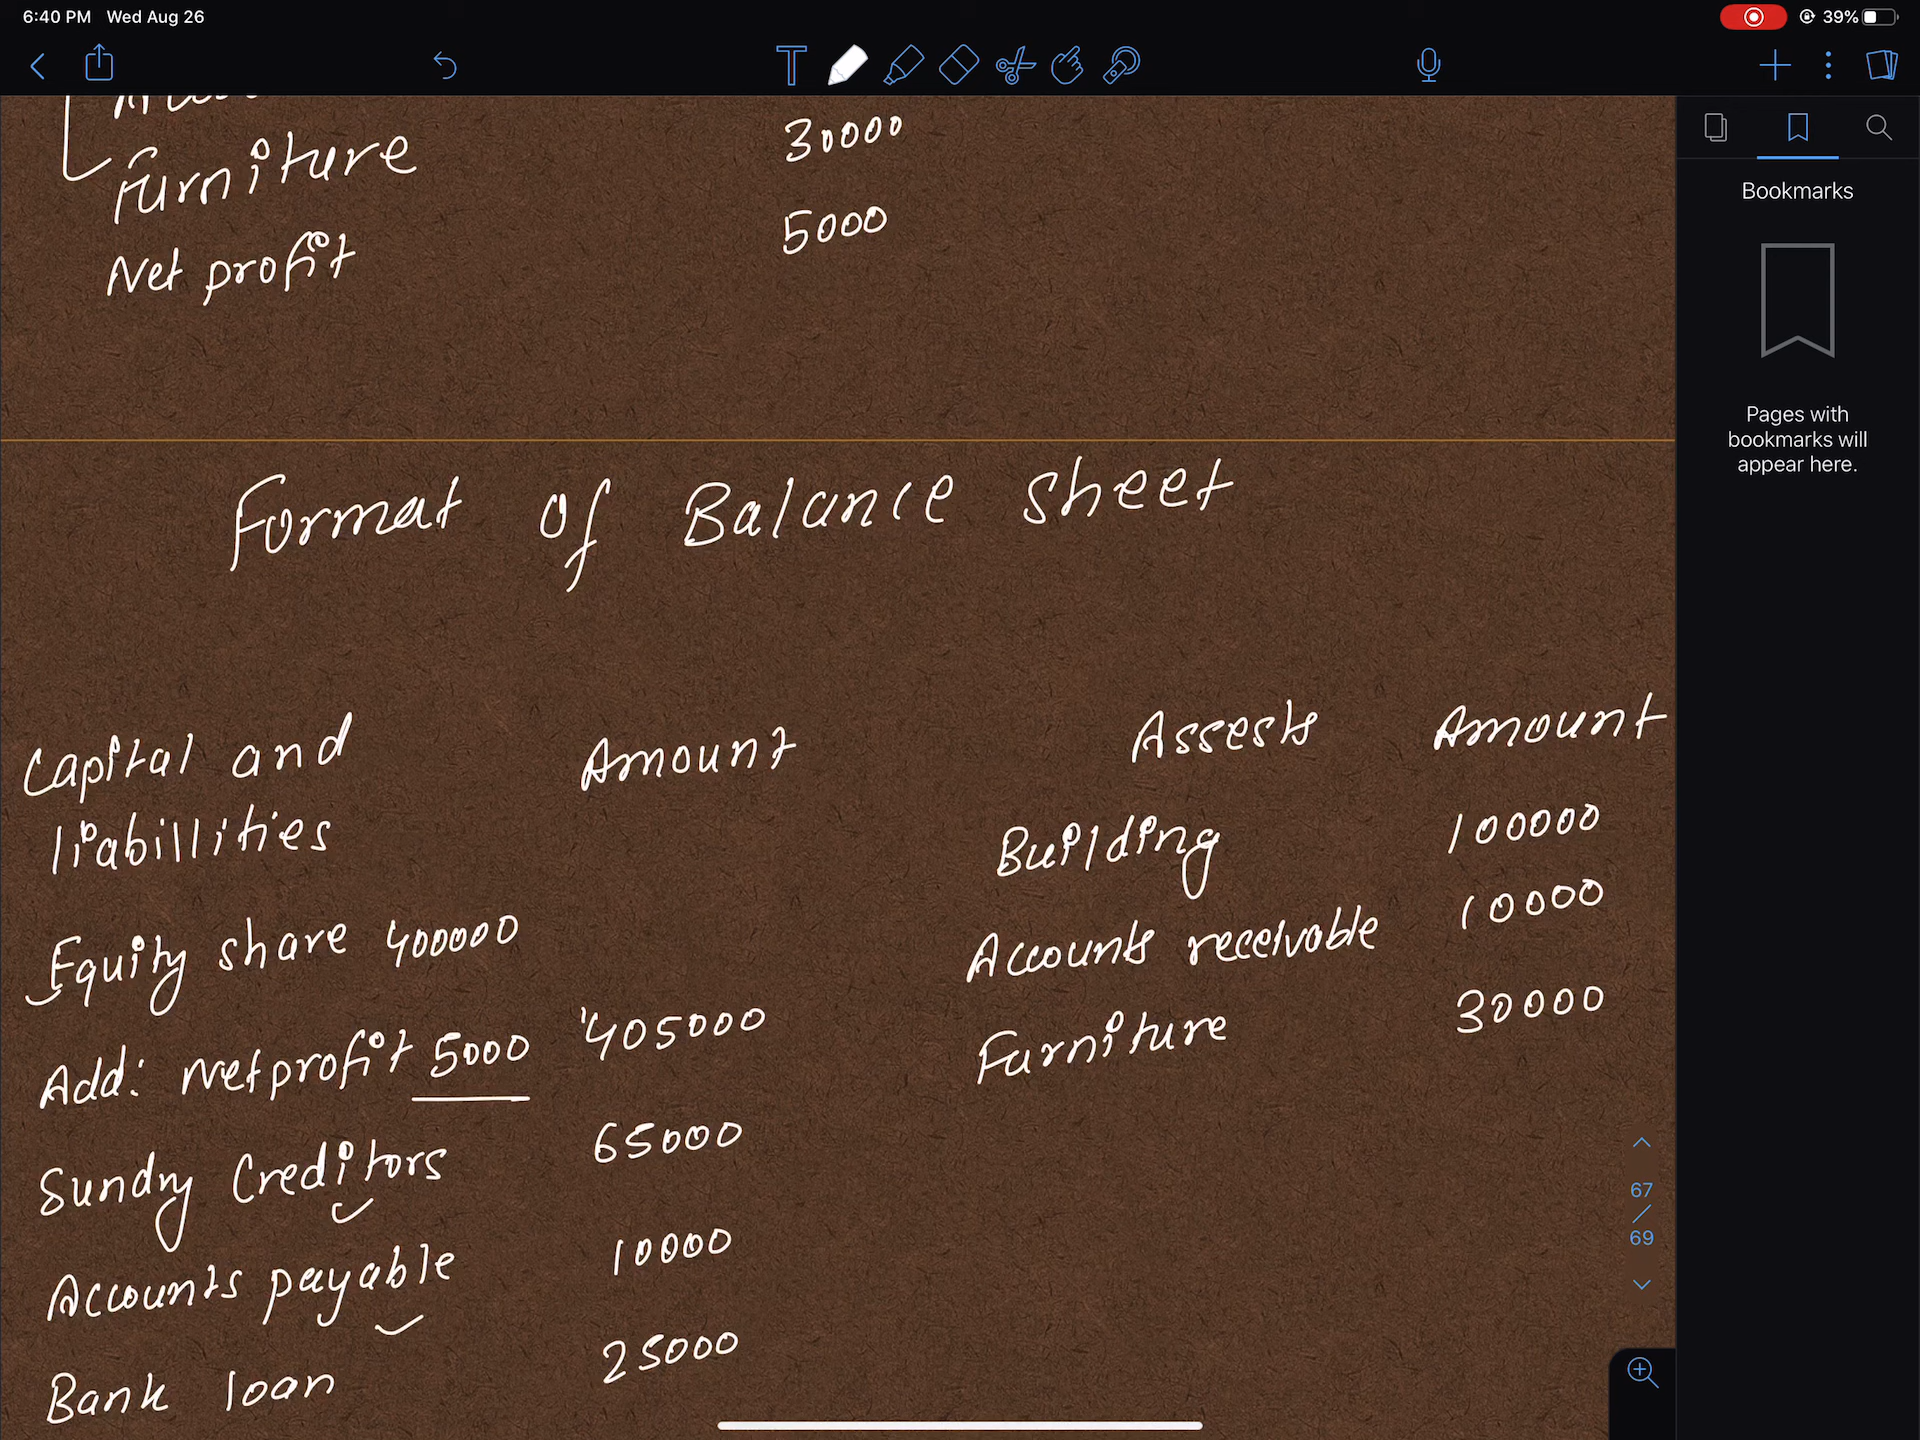 6:40 PM Wed Aug 26
39%
Furniture 30000
Net profit 5000
Format of Balance sheet
Capital and Amount Assests Amount
liabillities
Building 100000
Equity share 400000
Accounts receivable 10000
Add: Net profit 5000 405000
Furniture 30000
Sundry Creditors 65000
Accounts payable 10000
Bank loan 25000
67
/
69
Bookmarks
Pages with
bookmarks will
appear here.